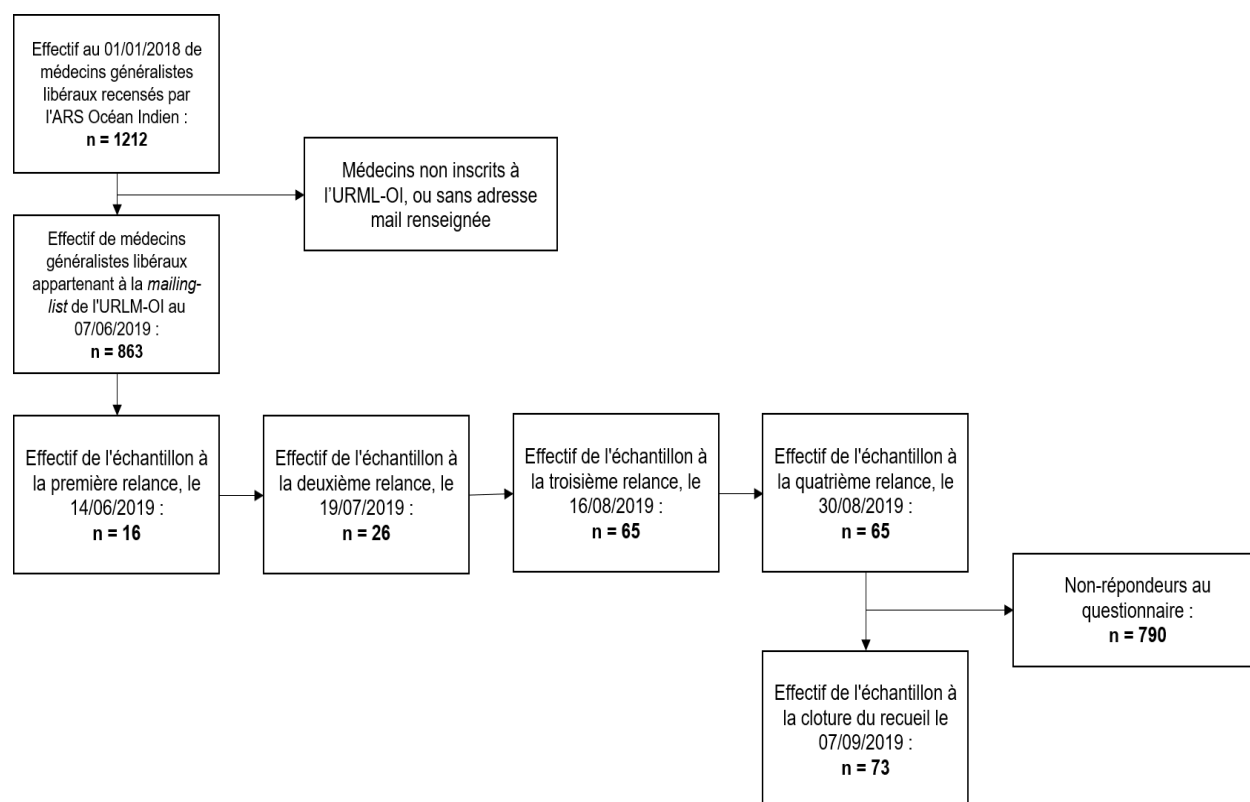 Effectif au 01/01/2018 de
médecins généralistes
libéraux recensés par
l'ARS Océan Indien :
n = 1212
Médecins non inscrits à
l'URML-OI, ou sans adresse
mail renseignée
Effectif de médecins
généralistes libéraux
appartenant à la mailing-
list de l'URLM-OI au
07/06/2019 :
n = 863
Effectif de l'échantillon à
la première relance, le
14/06/2019 :
n = 16
Effectif de l'échantillon à
la deuxième relance, le
19/07/2019 :
n = 26
Effectif de l'échantillon à
la troisième relance, le
16/08/2019 :
n = 65
Effectif de l'échantillon à
la quatrième relance, le
30/08/2019 :
n = 65
Non-répondeurs au
questionnaire :
n = 790
Effectif de l'échantillon à
la cloture du recueil le
07/09/2019 :
n = 73